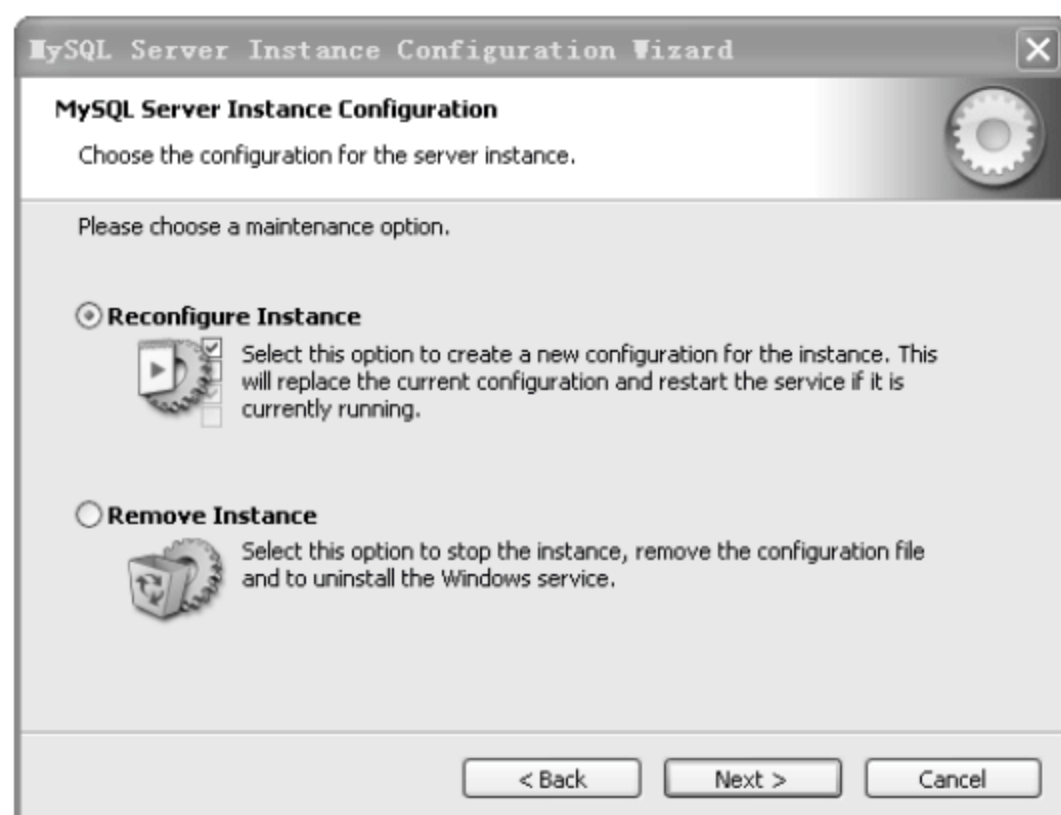 MySQL Server Instance Configuration Wizard
MySQL Server Instance Configuration
Choose the configuration for the server instance.
Please choose a maintenance option.
Reconfigure Instance
Select this option to create a new configuration for the instance. This
will replace the current configuration and restart the service if it is
currently running.
Remove Instance
Select this option to stop the instance, remove the configuration file
and to uninstall the Windows service.
< Back
Next >
Cancel